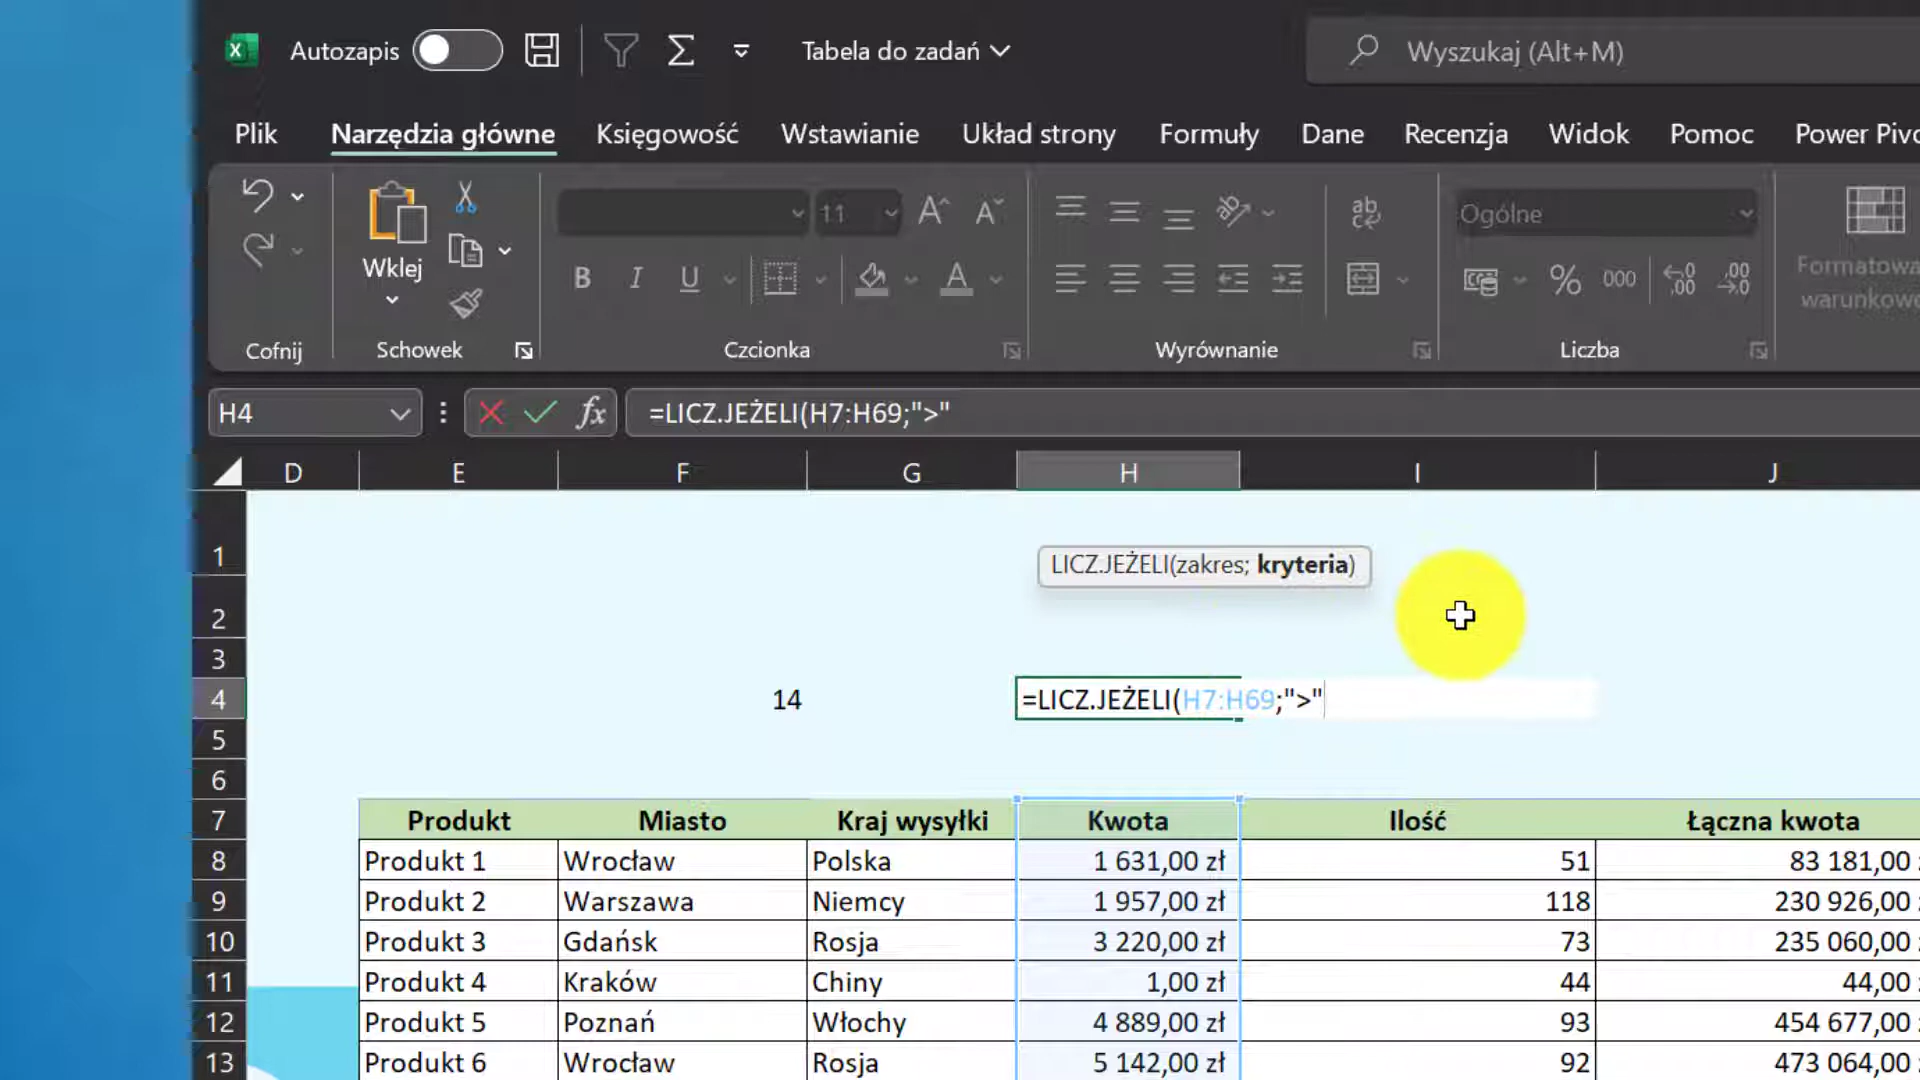 Autozapis
Tabela do zadań
Wyszukaj (Alt+M)
Plik Narzędzia główne Księgowość Wstawianie Układ strony Formuły Dane Recenzja Widok Pomoc Power Pivo
11
Ogólne
Wklej
B I U
% 000
Formatowa
warunkowe
Cofnij Schowek Czcionka Wyrównanie Liczba
H4
fx
=LICZ.JEŻELI(H7:H69;">"
D E F G H I J
1
LICZ.JEŻELI(zakres; kryteria)
2
3
4 14 =LICZ.JEŻELI(H7:H69;">"
5
6
7 Produkt Miasto Kraj wysyłki Kwota Ilość Łączna kwota
8 Produkt 1 Wrocław Polska 1 631,00 zł 51 83 181,00
9 Produkt 2 Warszawa Niemcy 1 957,00 zł 118 230 926,00
10 Produkt 3 Gdańsk Rosja 3 220,00 zł 73 235 060,00
11 Produkt 4 Kraków Chiny 1,00 zł 44 44,00
12 Produkt 5 Poznań Włochy 4 889,00 zł 93 454 677,00
13 Produkt 6 Wrocław Rosja 5 142,00 zł 92 473 064,00